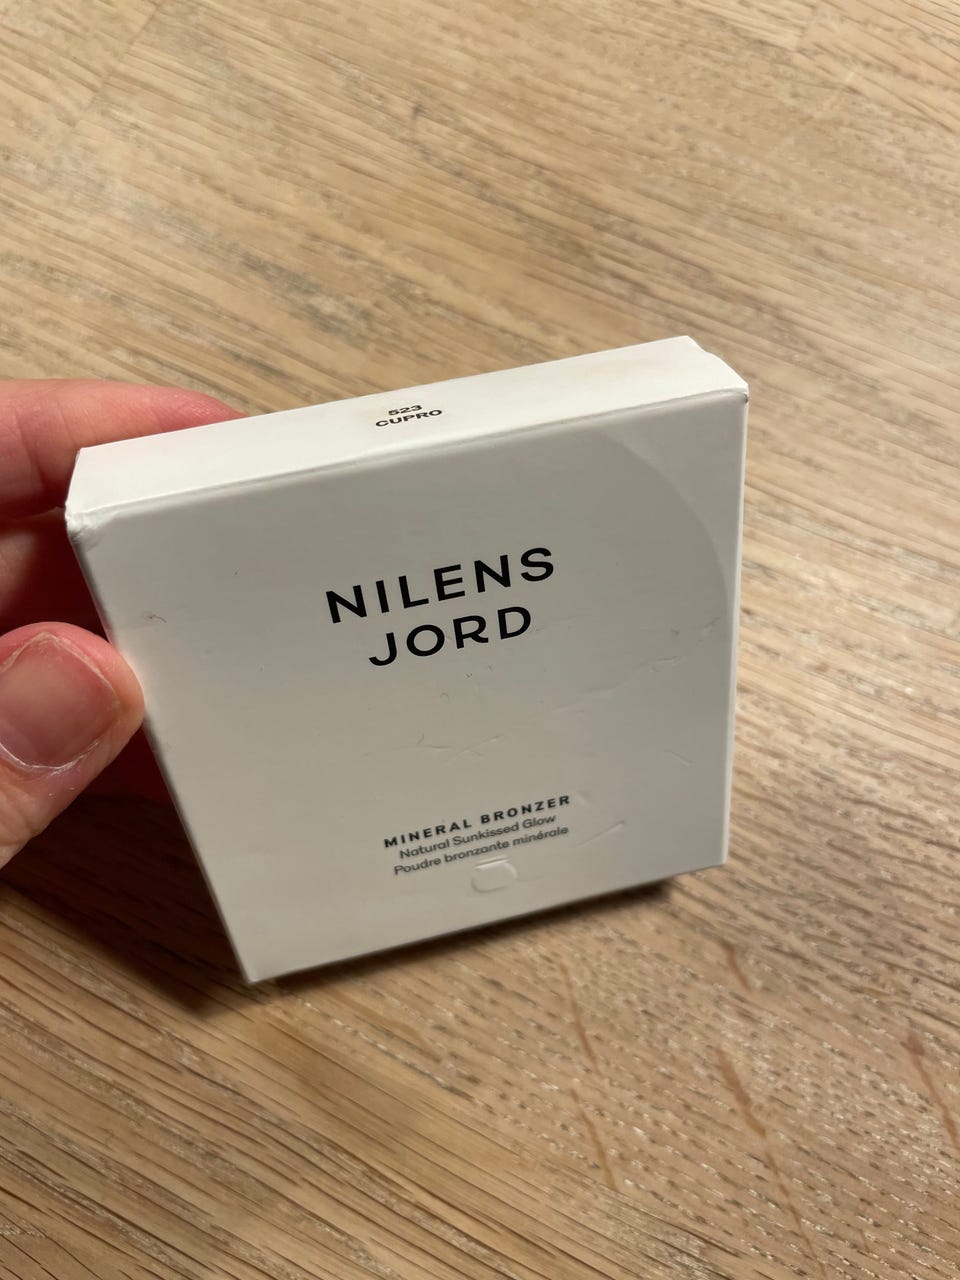 523
CUPRO
NILENS
JORD
MINERAL BRONZER
Natural Sunkissed Glow
Poudre bronzante minérale